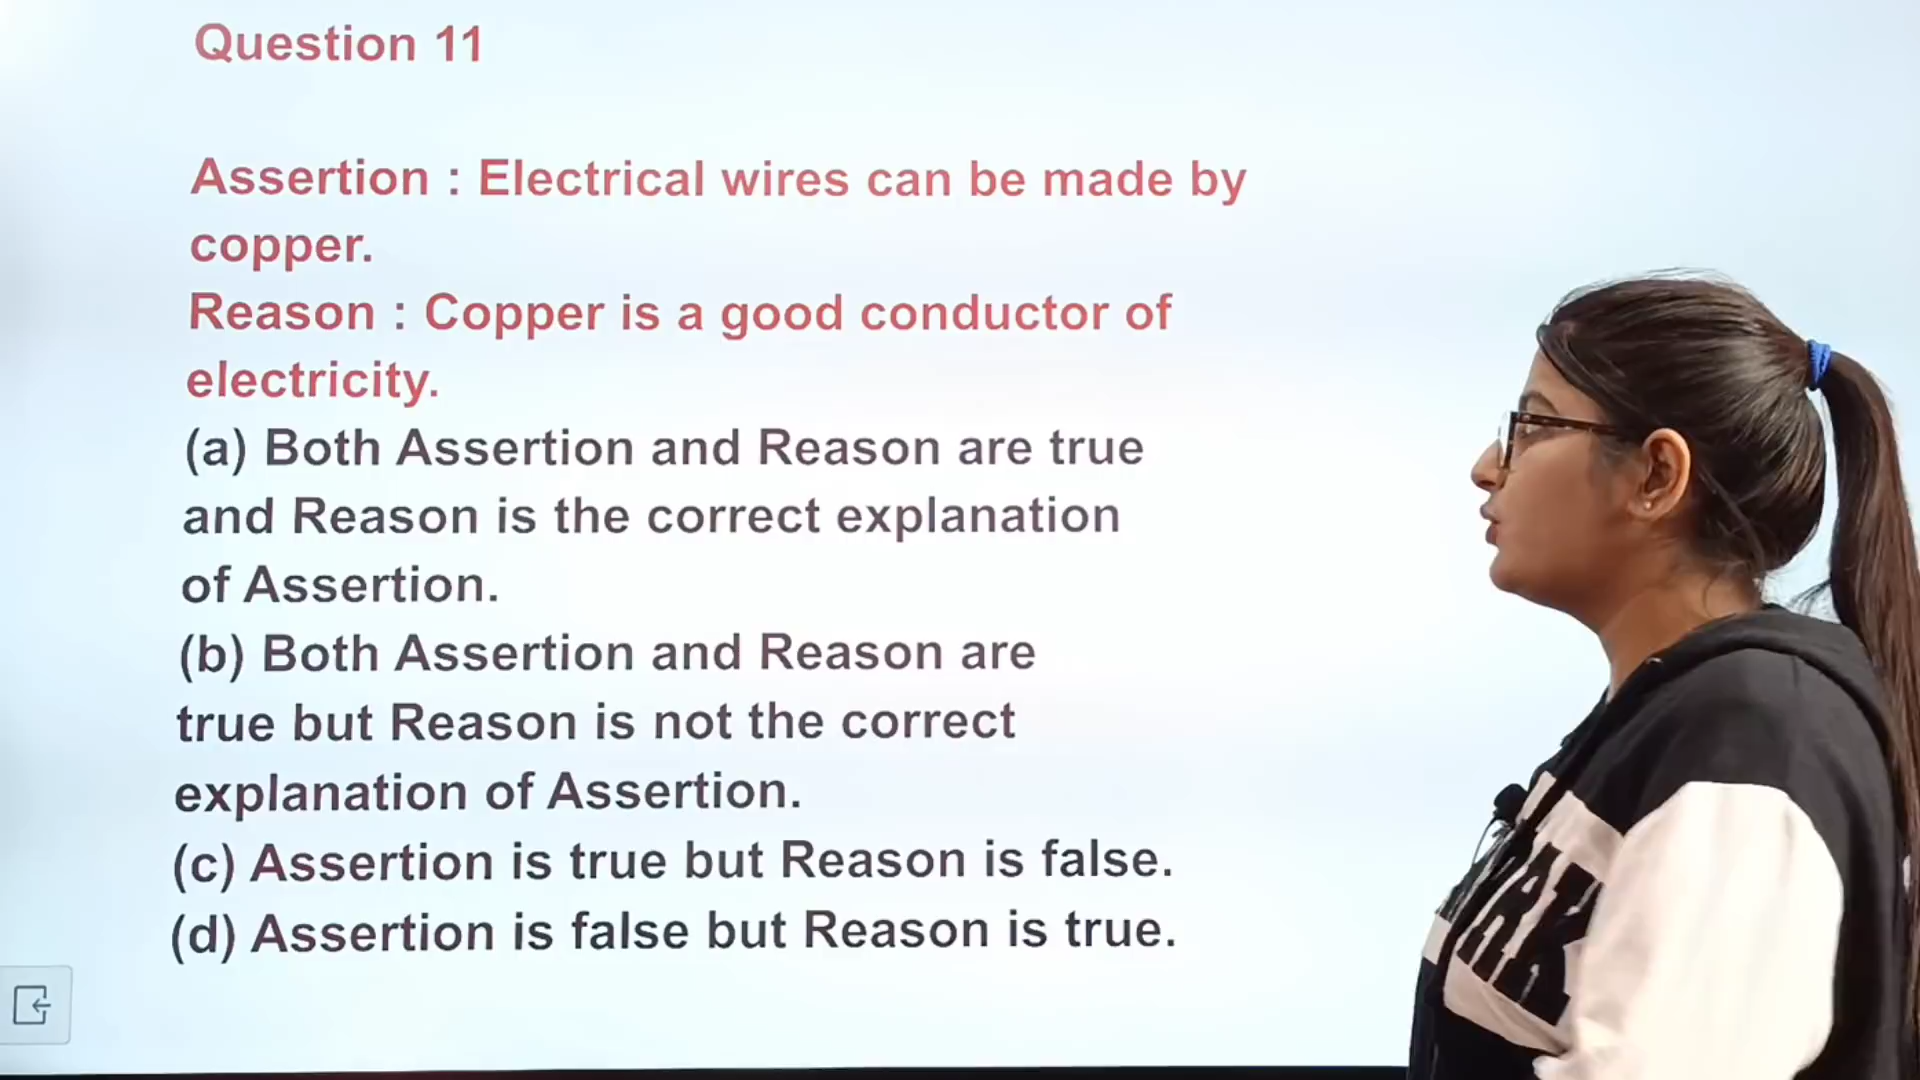 Question 11
Assertion : Electrical wires can be made by
copper.
Reason : Copper is a good conductor of
electricity.
(a) Both Assertion and Reason are true
and Reason is the correct explanation
of Assertion.
(b) Both Assertion and Reason are
true but Reason is not the correct
explanation of Assertion.
(c) Assertion is true but Reason is false.
(d) Assertion is false but Reason is true.